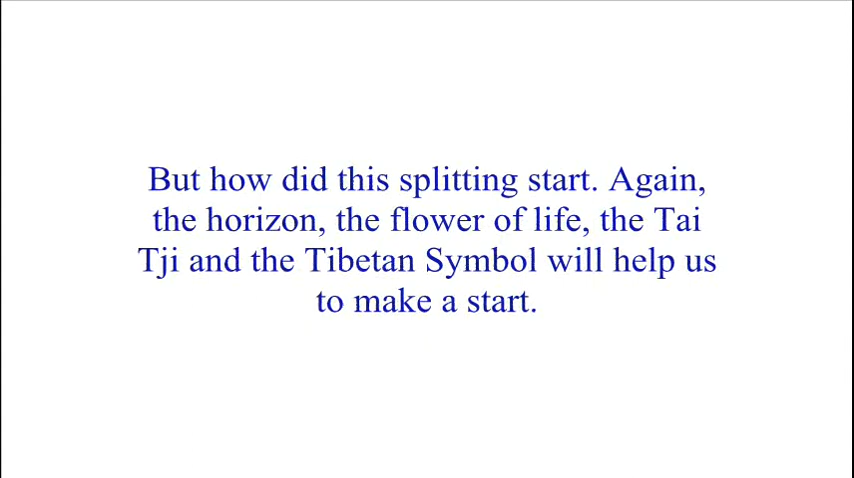 But how did this splitting start. Again,
the horizon, the flower of life, the Tai
Tji and the Tibetan Symbol will help us
to make a start.